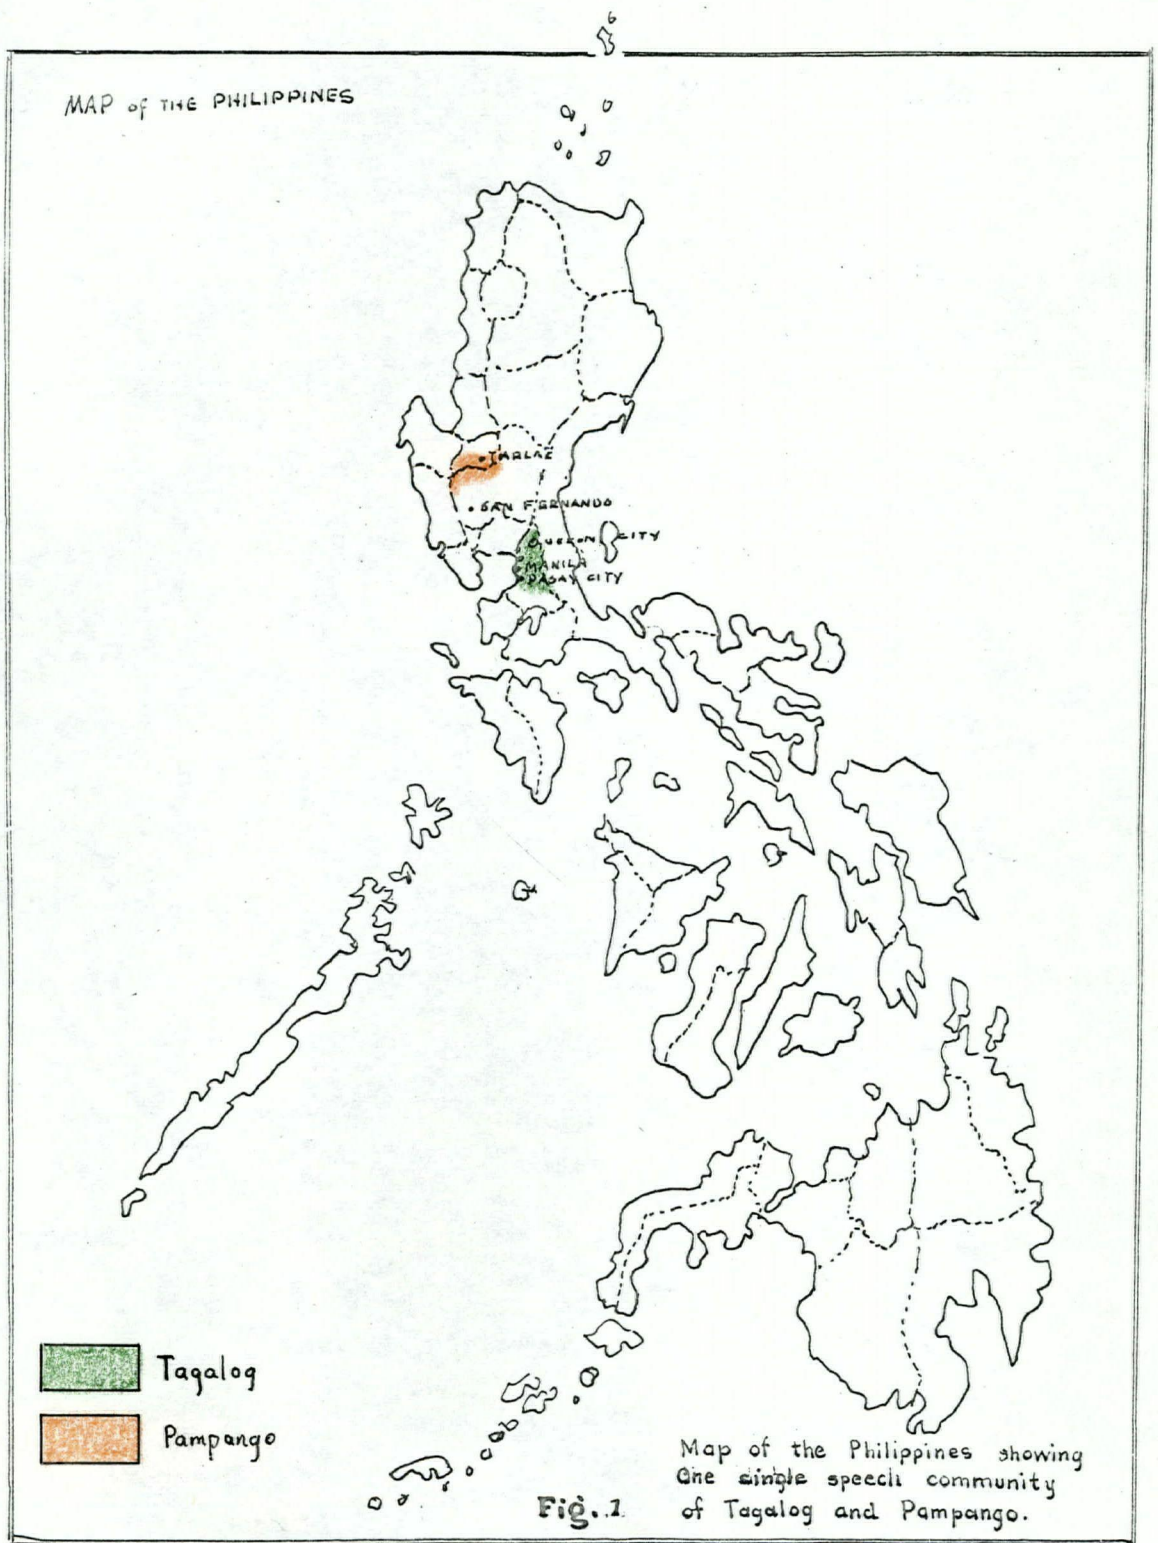 6
MAP of THE PHILIPPINES
TARLAC
SAN FERNANDO
QUEZON CITY
MANILA
PASAY CITY
Tagalog
Pampango
Map of the Philippines showing
One single speech community
of Tagalog and Pampango.
Fig. 1